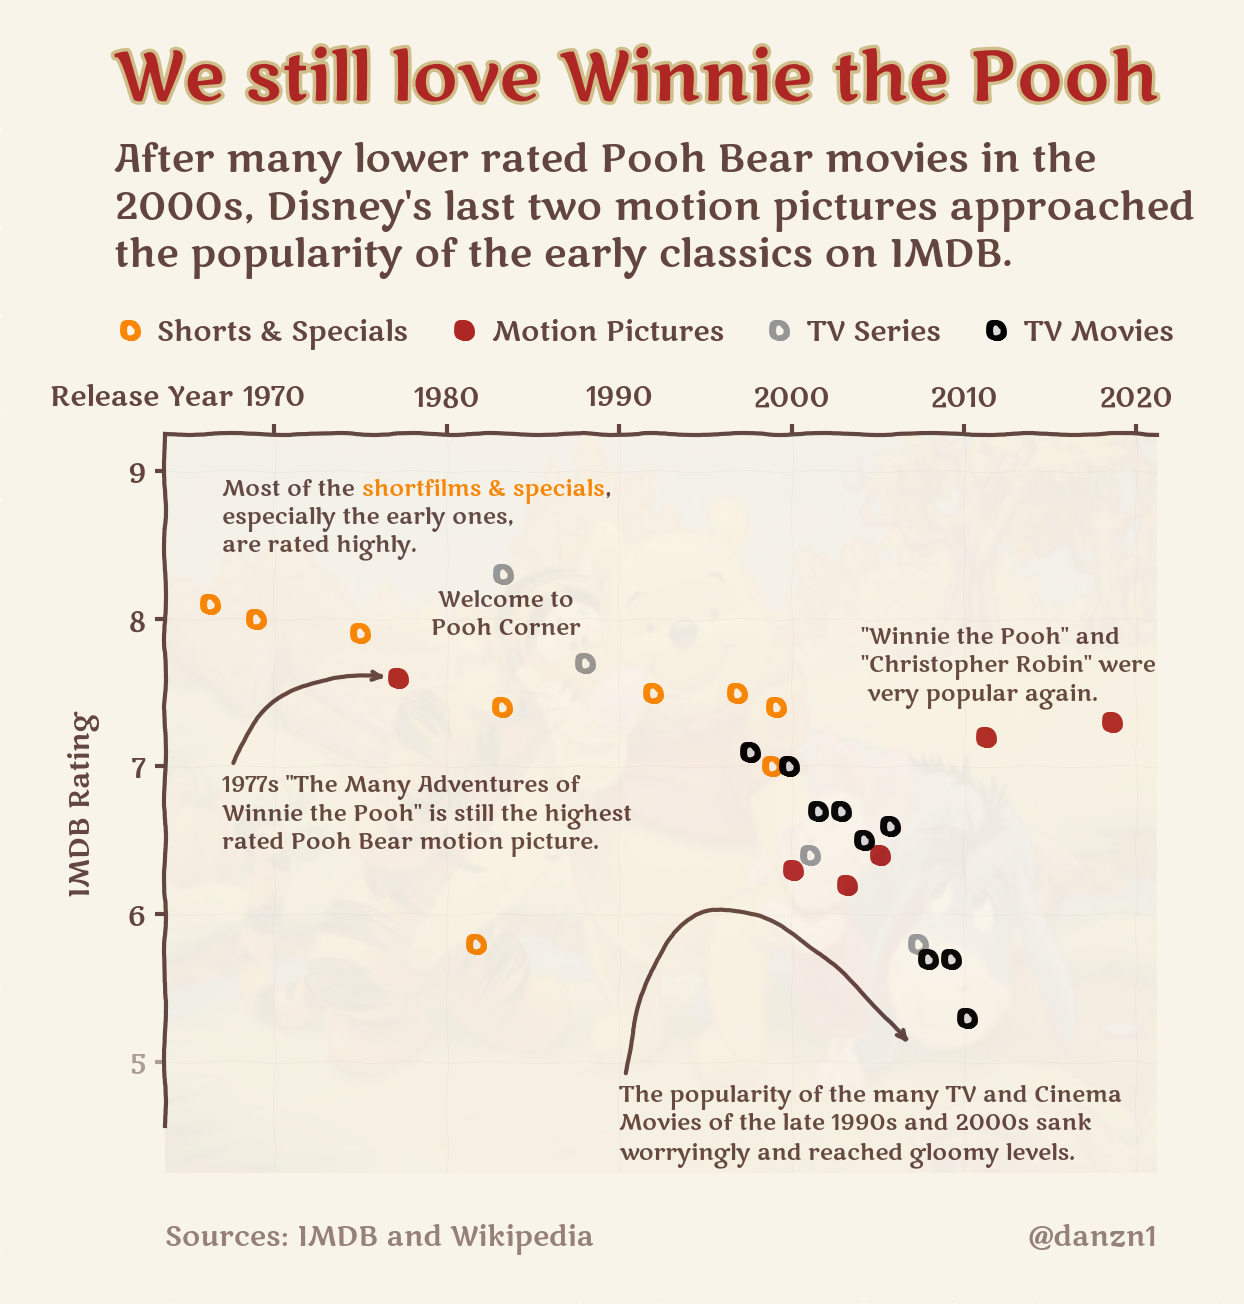 We still love Winnie the Pooh
After many lower rated Pooh Bear movies in the
2000s, Disney's last two motion pictures approached
the popularity of the early classics on IMDB.
Shorts & Specials Motion Pictures TV Series TV Movies
Release Year 1970 1980 1990 2000 2010 2020
9
Most of the shortfilms & specials,
especially the early ones,
are rated highly.
Welcome to
Pooh Corner
8
"Winnie the Pooh" and
"Christopher Robin" were
very popular again.
IMDB Rating
7
1977s "The Many Adventures of
Winnie the Pooh" is still the highest
rated Pooh Bear motion picture.
6
5
The popularity of the many TV and Cinema
Movies of the late 1990s and 2000s sank
worryingly and reached gloomy levels.
Sources: IMDB and Wikipedia
@danzn1